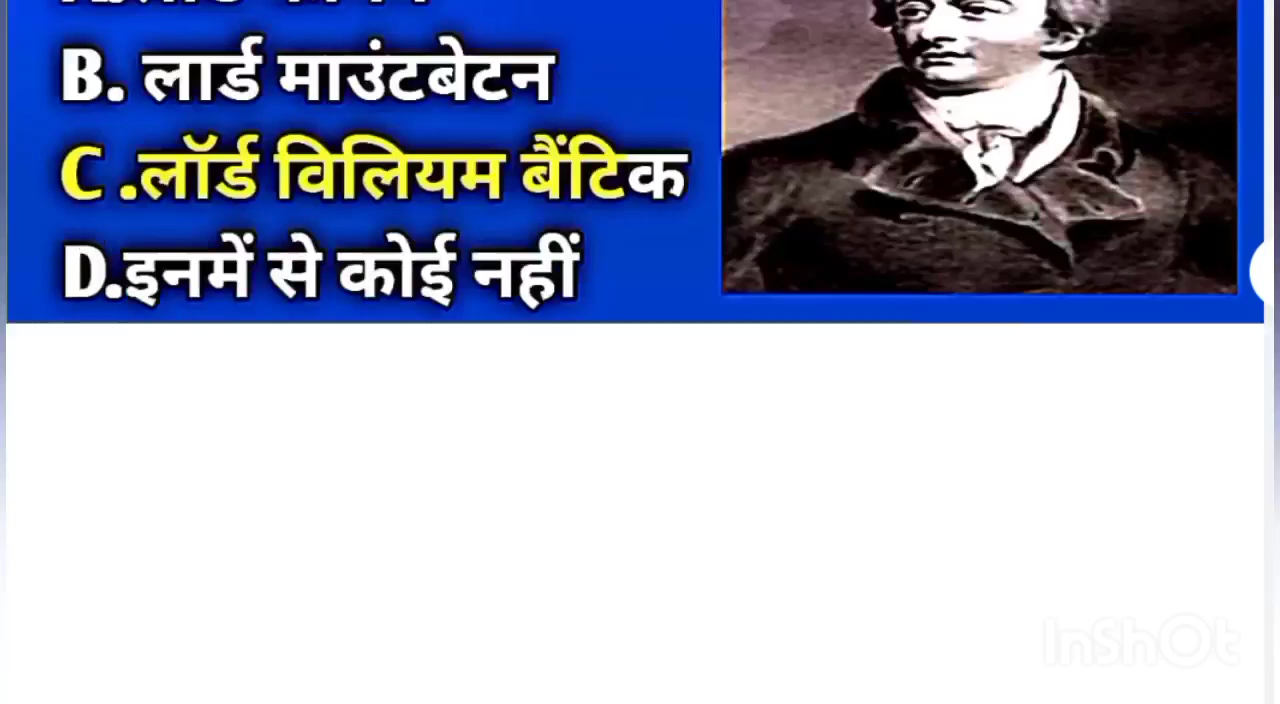 B. लार्ड माउंटबेटन
C .लॉर्ड विलियम बैंटिक
D.इनमें से कोई नहीं
InShOt